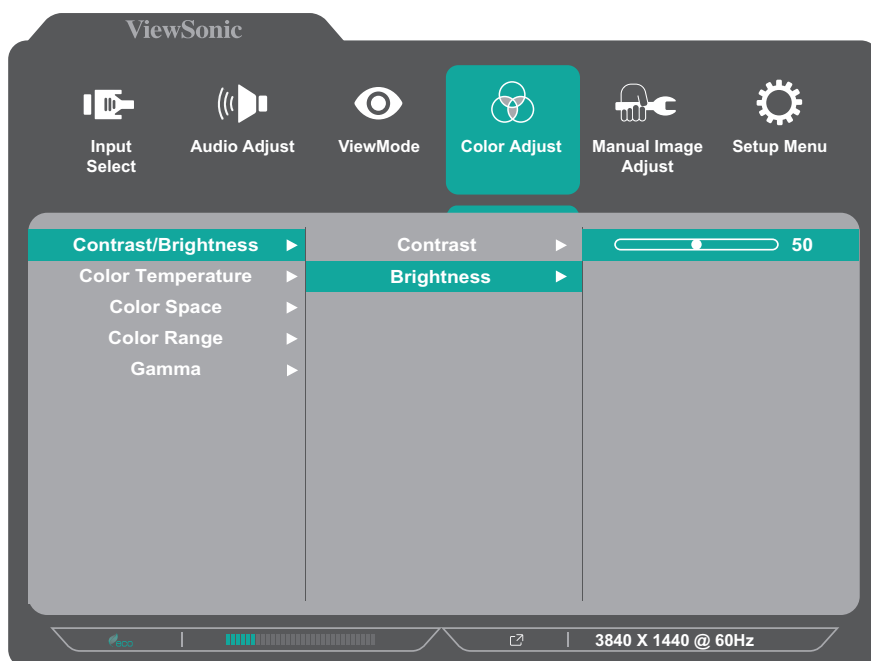 ViewSonic
Input
Select
Audio Adjust
ViewMode
Color Adjust
Manual Image
Adjust
Setup Menu
Contrast/Brightness
Color Temperature
Color Space
Color Range
Gamma
Contrast
Brightness
50
eco
3840 X 1440 @ 60Hz